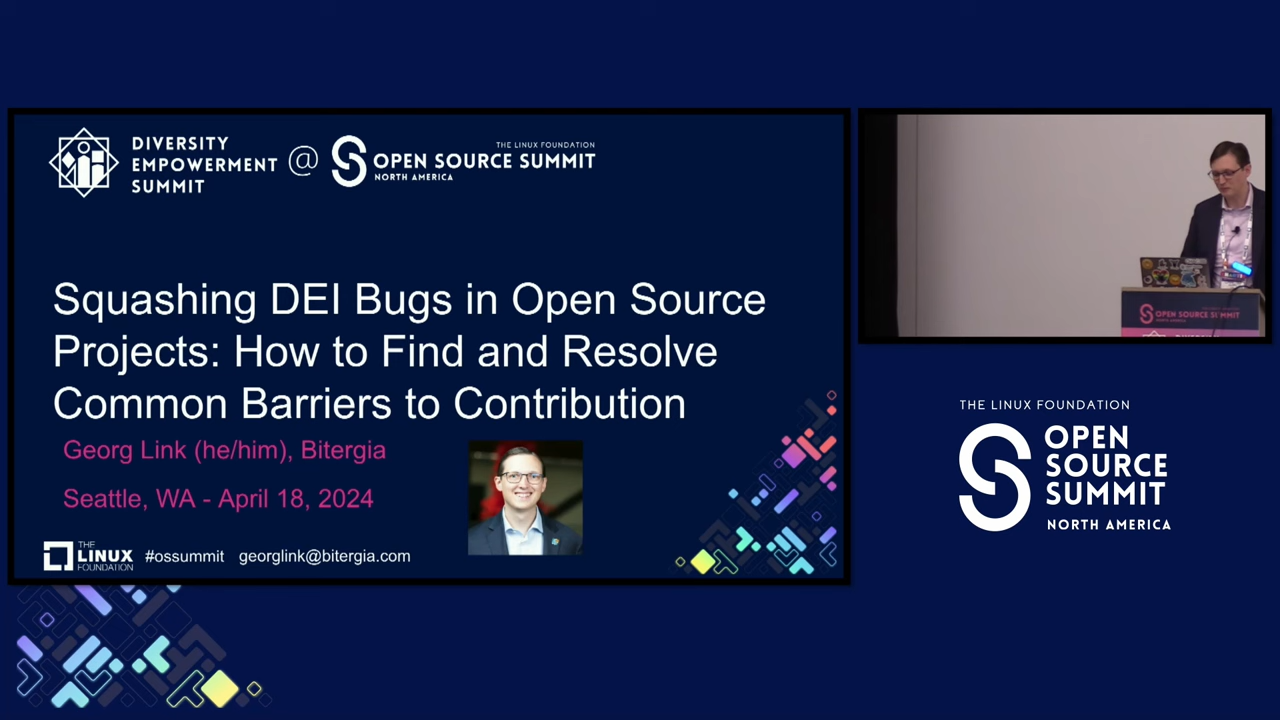 DIVERSITY
EMPOWERMENT
SUMMIT
@
THE LINUX FOUNDATION
OPEN SOURCE SUMMIT
NORTH AMERICA
Squashing DEI Bugs in Open Source
Projects: How to Find and Resolve
Common Barriers to Contribution
Georg Link (he/him), Bitergia
Seattle, WA - April 18, 2024
THE
LINUX
FOUNDATION
#ossummit georglink@bitergia.com
OPEN SOURCE SUMMIT
THE LINUX FOUNDATION
OPEN
SOURCE
SUMMIT
NORTH AMERICA